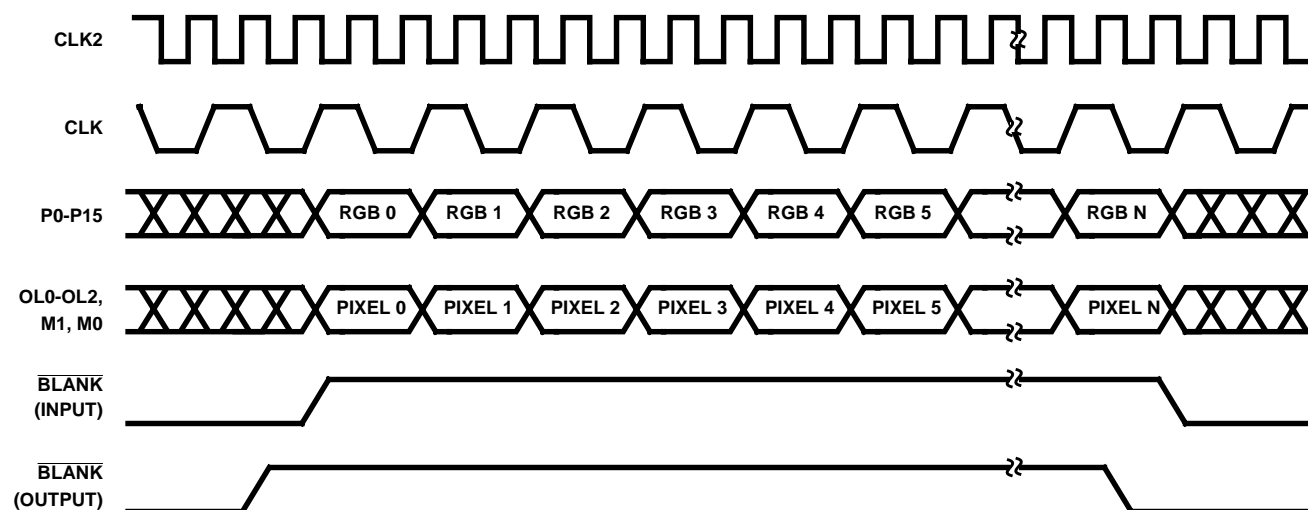 CLK2
CLK
P0-P15
RGB 0 RGB 1 RGB 2 RGB 3 RGB 4 RGB 5 RGB N
OL0-OL2,
M1, M0
PIXEL 0 PIXEL 1 PIXEL 2 PIXEL 3 PIXEL 4 PIXEL 5 PIXEL N
BLANK
(INPUT)
BLANK
(OUTPUT)